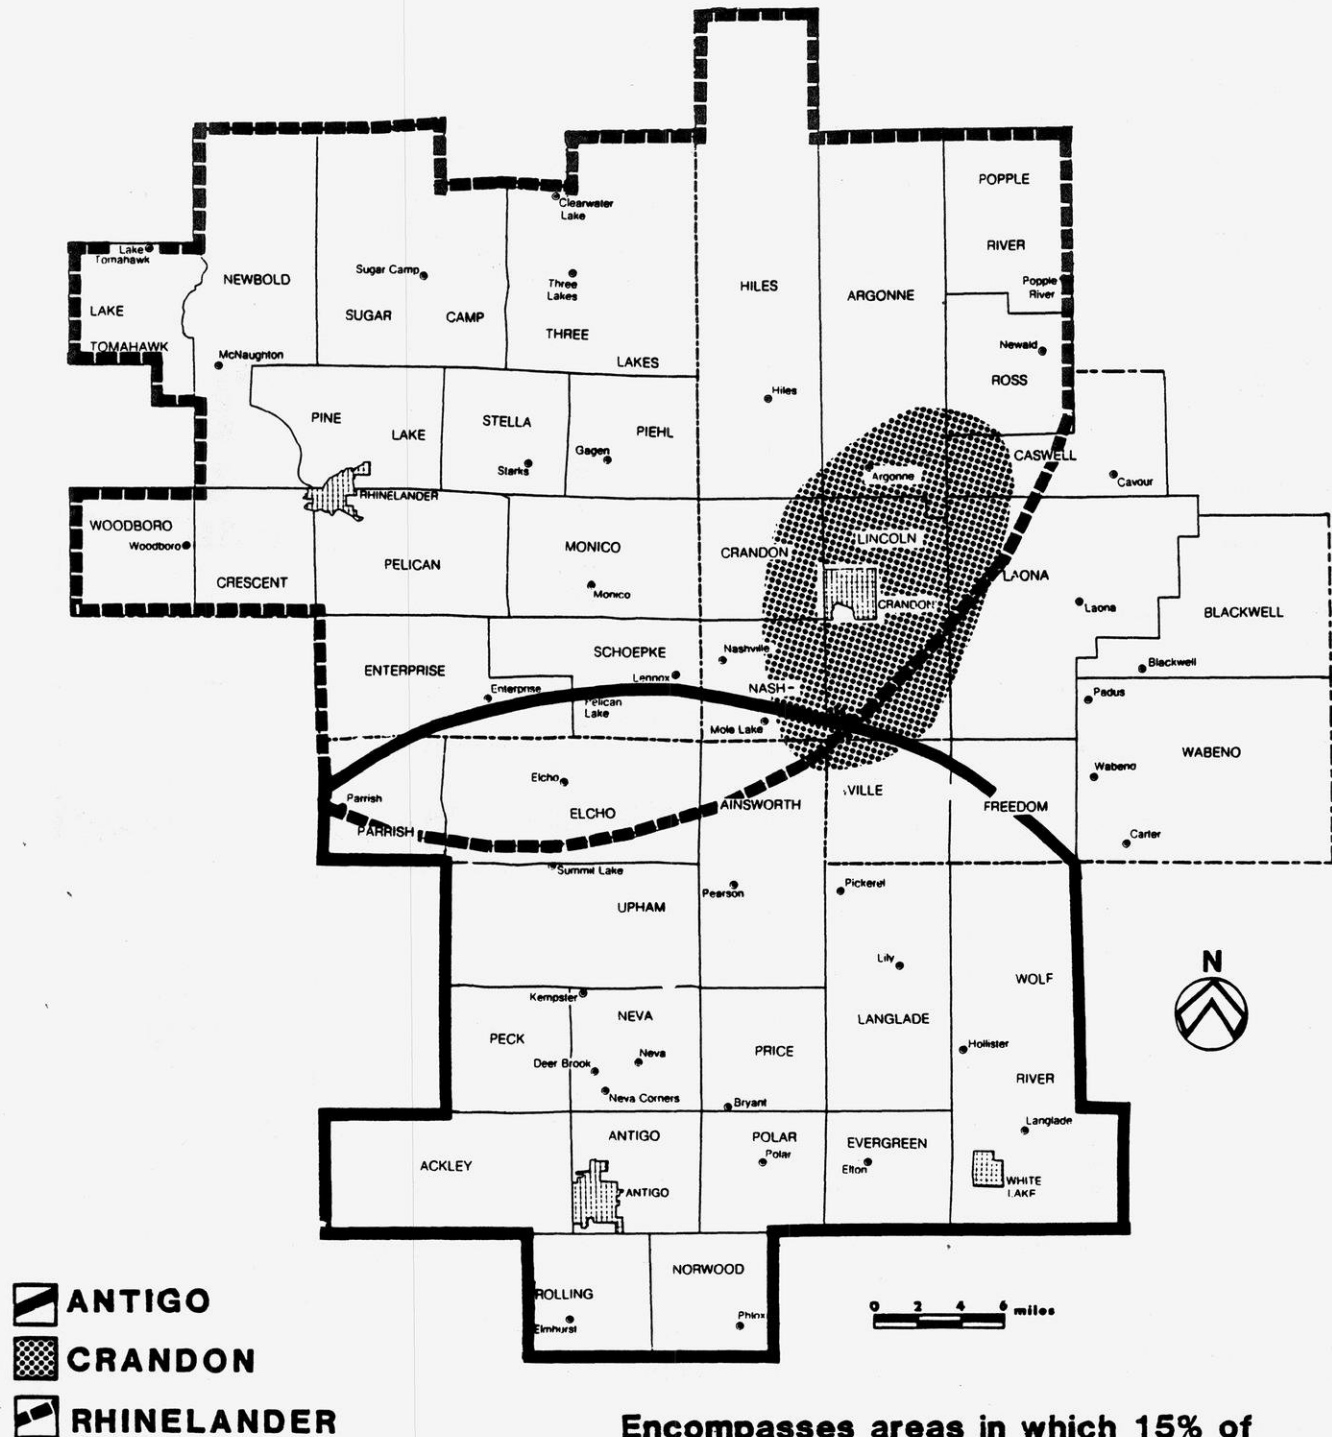 POPPLE
RIVER
Popple
River
Clearwater
Lake
Lake
Tomahawk
LAKE
TOMAHAWK
NEWBOLD
Sugar Camp
SUGAR CAMP
Three
Lakes
THREE
LAKES
HILES
ARGONNE
McNaughton
Newald
ROSS
Hiles
PINE
LAKE
STELLA
PIEHL
Starks
Gagen
CASWELL
Cavour
Argonne
RHINELANDER
WOODBORO
Woodboro
CRESCENT
PELICAN
MONICO
Monico
CRANDON
LINCOLN
CRANDON
LAONA
Laona
BLACKWELL
Blackwell
ENTERPRISE
Enterprise
SCHOEPKE
Lennox
Pelican
Lake
Nashville
NASH-
Mole Lake
Padus
WABENO
Wabeno
Carter
Parrish
PARRISH
Elcho
ELCHO
AINSWORTH
VILLE
FREEDOM
Summit Lake
UPHAM
Pearson
Pickerel
Lily
WOLF
RIVER
N
Kempster
NEVA
PECK
Deer Brook
Neva
Neva Corners
PRICE
Bryant
LANGLADE
Hollister
Langlade
ACKLEY
ANTIGO
ANTIGO
POLAR
Polar
EVERGREEN
Elton
WHITE
LAKE
ROLLING
Elmhurst
NORWOOD
Phlox
0 2 4 6 miles
ANTIGO
CRANDON
RHINELANDER
Encompasses areas in which 15% of